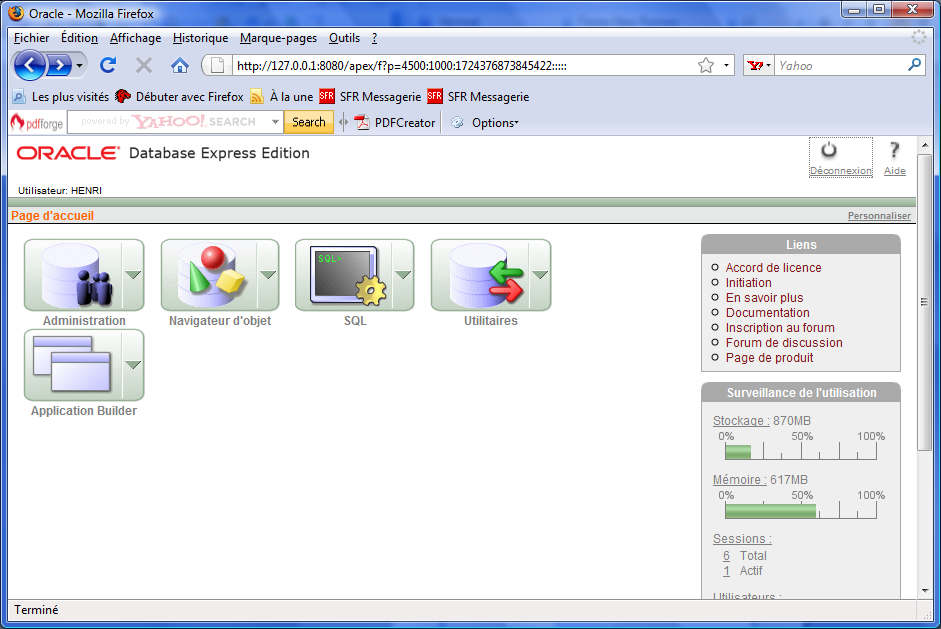 Oracle - Mozilla Firefox
Fichier Édition Affichage Historique Marque-pages Outils ?
http://127.0.0.1:8080/apex/f?p=4500:1000:1724376873845422:::::
Yahoo
Les plus visités Débuter avec Firefox À la une SFR SFR Messagerie SFR SFR Messagerie
pdfforge powered by YAHOO! SEARCH Search PDFCreator Options
ORACLE Database Express Edition
Déconnexion
?
Aide
Utilisateur: HENRI
Page d'accueil
Personnaliser
SQL>
Administration
Navigateur d'objet
SQL
Utilitaires
Application Builder
Liens
Accord de licence
Initiation
En savoir plus
Documentation
Inscription au forum
Forum de discussion
Page de produit
Surveillance de l'utilisation
Stockage : 870MB
0% 50% 100%
Mémoire : 617MB
0% 50% 100%
Sessions :
6 Total
1 Actif
Utilisateurs :
Terminé